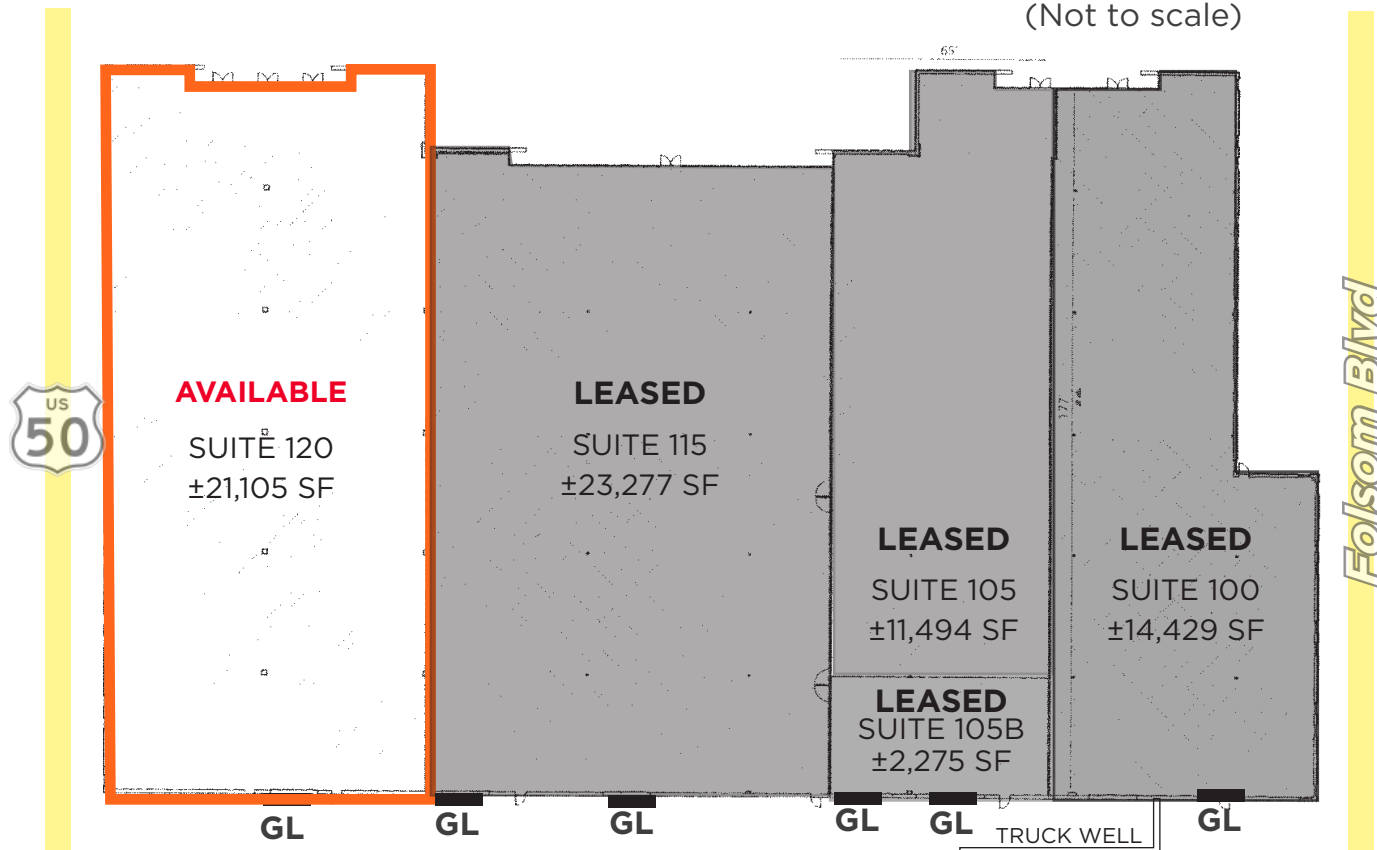 (Not to scale)
65'
AVAILABLE
SUITE 120
±21,105 SF
LEASED
SUITE 115
±23,277 SF
LEASED
SUITE 105
±11,494 SF
LEASED
SUITE 105B
±2,275 SF
LEASED
SUITE 100
±14,429 SF
US
50
Folsom Blvd
GL
GL
GL
GL
GL
GL
TRUCK WELL